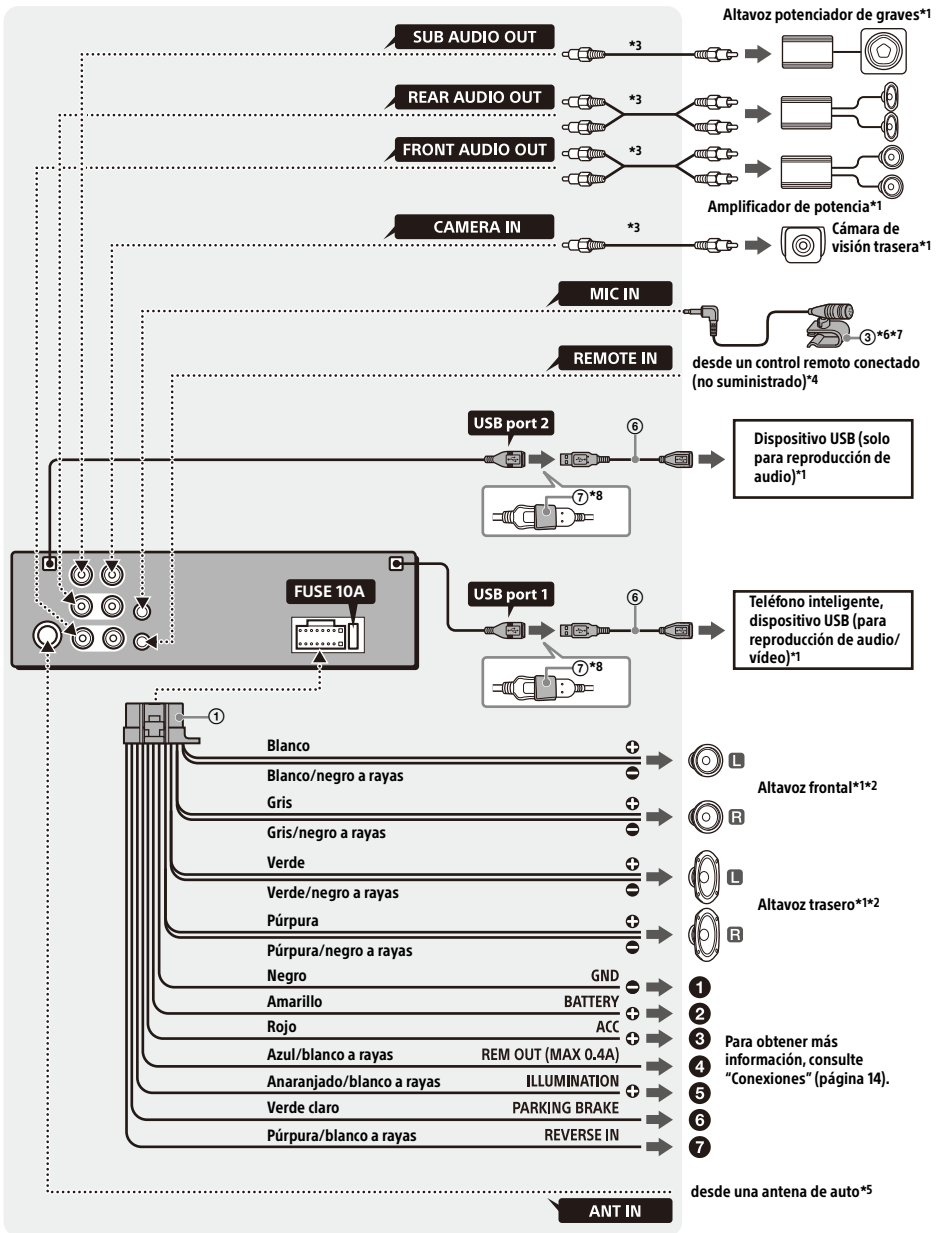 Altavoz potenciador de graves*1
SUB AUDIO OUT
*3
REAR AUDIO OUT
*3
FRONT AUDIO OUT
*3
Amplificador de potencia*1
CAMERA IN
*3
Cámara de
visión trasera*1
MIC IN
③*6*7
REMOTE IN
desde un control remoto conectado
(no suministrado)*4
USB port 2
⑥
Dispositivo USB (solo
para reproducción de
audio)*1
⑦*8
FUSE 10A
USB port 1
⑥
Teléfono inteligente,
dispositivo USB (para
reproducción de audio/
vídeo)*1
⑦*8
①
Blanco
L
Blanco/negro a rayas
Altavoz frontal*1*2
Gris
R
Gris/negro a rayas
Verde
L
Verde/negro a rayas
Altavoz trasero*1*2
Púrpura
R
Púrpura/negro a rayas
Negro GND ❶
Amarillo BATTERY ❷
Rojo ACC ❸
Azul/blanco a rayas REM OUT (MAX 0.4A) ❹
Anaranjado/blanco a rayas ILLUMINATION ❺
Verde claro PARKING BRAKE ❻
Púrpura/blanco a rayas REVERSE IN ❼
Para obtener más
información, consulte
"Conexiones" (página 14).
desde una antena de auto*5
ANT IN